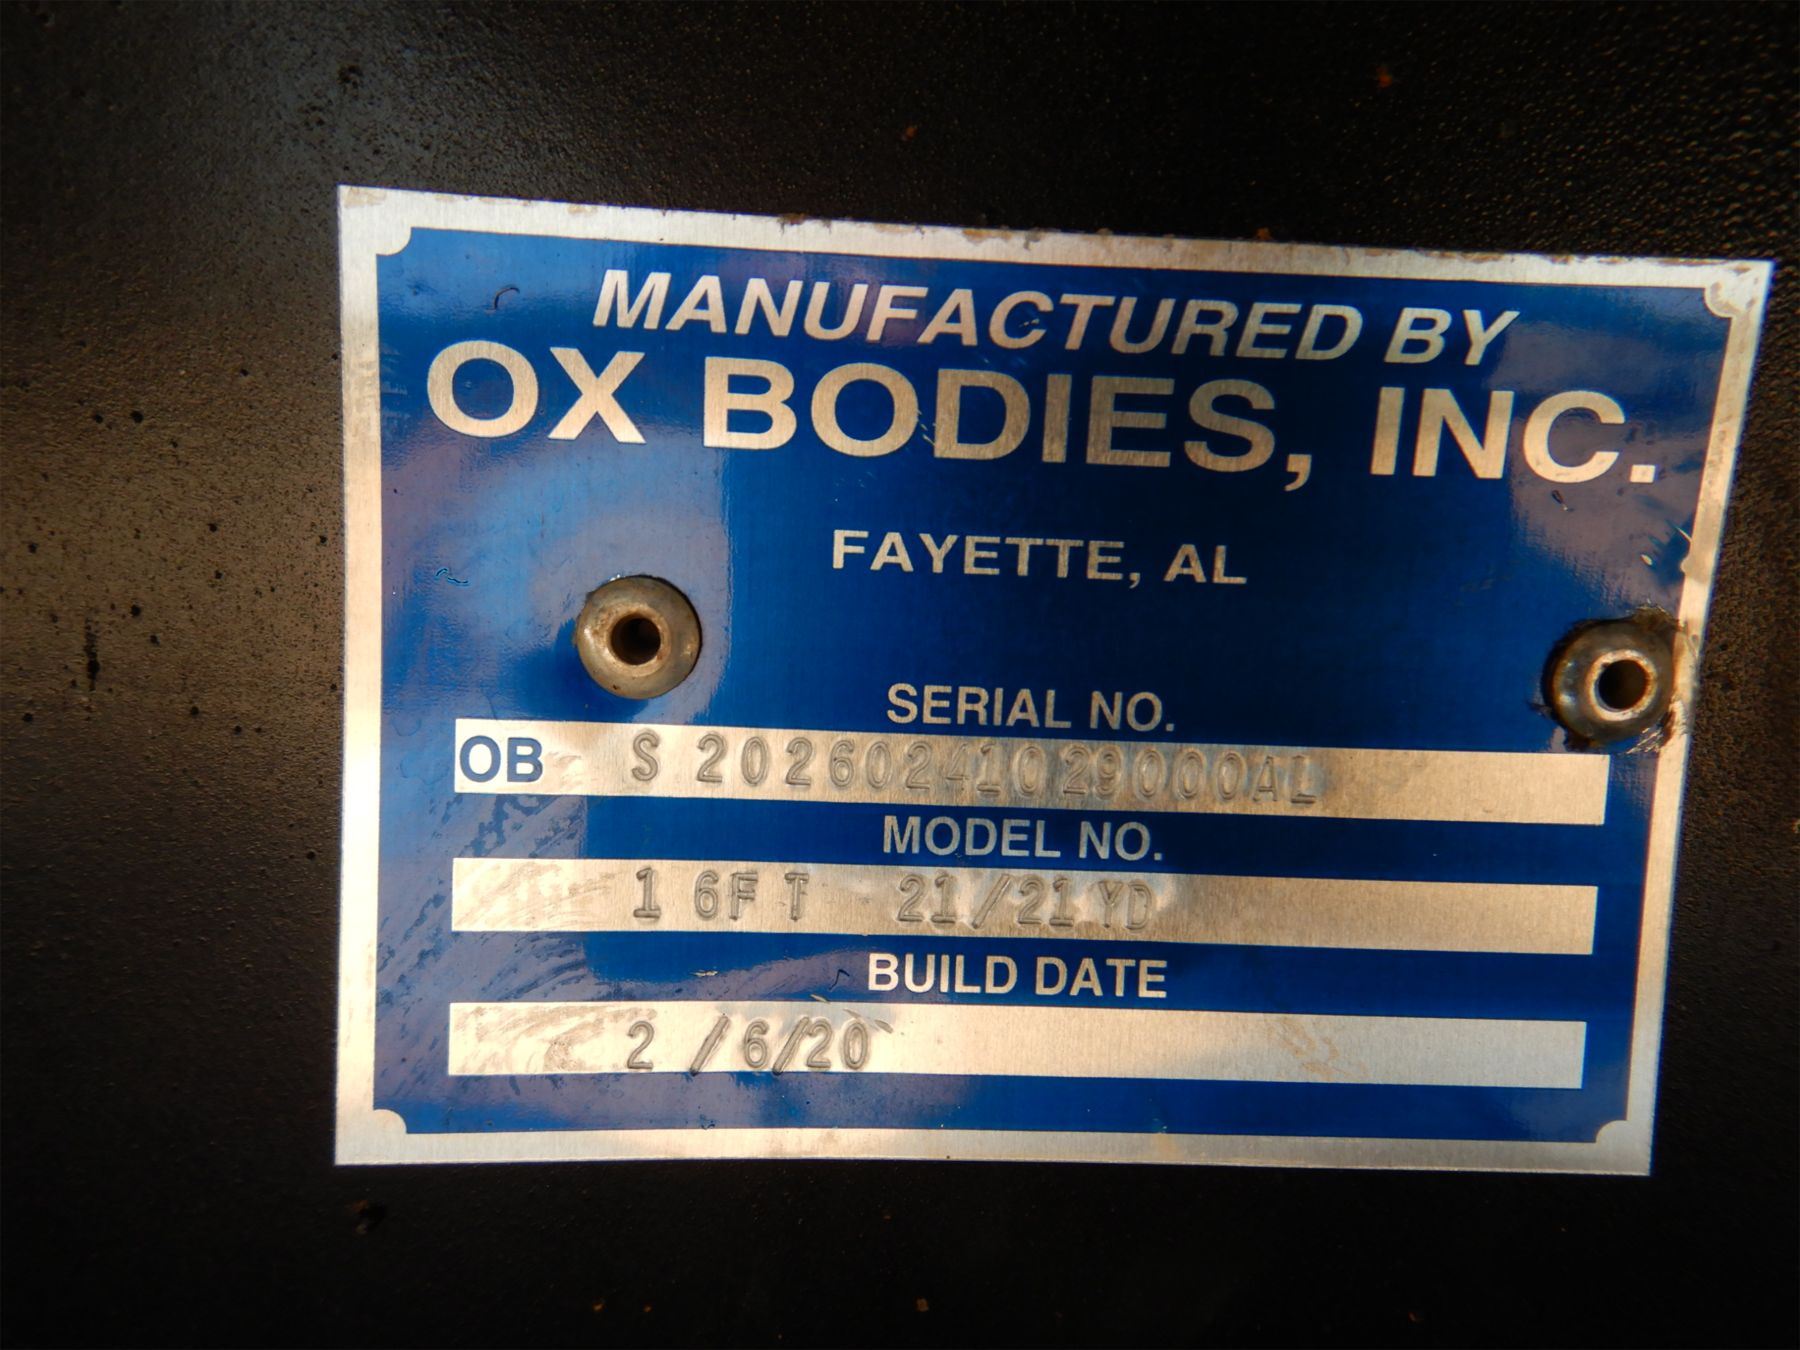 MANUFACTURED BY
OX BODIES, INC.
FAYETTE, AL
SERIAL NO.
OB S 20260241029000AL
MODEL NO.
16FT 21/21YD
BUILD DATE
2/6/20